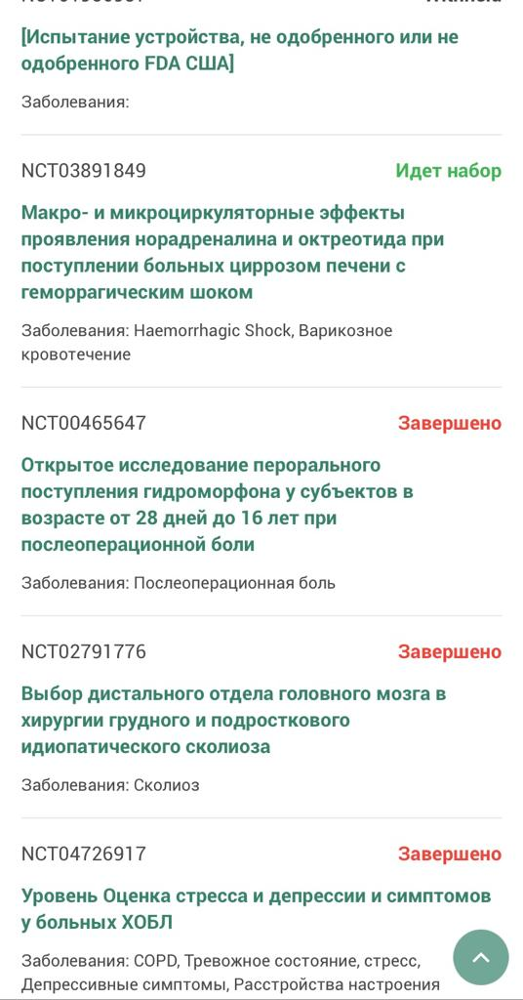 [Испытание устройства, не одобренного или не
одобренного FDA США]
Заболевания:
NCT03891849 Идет набор
Макро- и микроциркуляторные эффекты
проявления норадреналина и октреотида при
поступлении больных циррозом печени с
геморрагическим шоком
Заболевания: Haemorrhagic Shock, Варикозное
кровотечение
NCT00465647 Завершено
Открытое исследование перорального
поступления гидроморфона у субъектов в
возрасте от 28 дней до 16 лет при
послеоперационной боли
Заболевания: Послеоперационная боль
NCT02791776 Завершено
Выбор дистального отдела головного мозга в
хирургии грудного и подросткового
идиопатического сколиоза
Заболевания: Сколиоз
NCT04726917 Завершено
Уровень Оценка стресса и депрессии и симптомов
у больных ХОБЛ
Заболевания: COPD, Тревожное состояние, стресс,
Депрессивные симптомы, Расстройства настроения